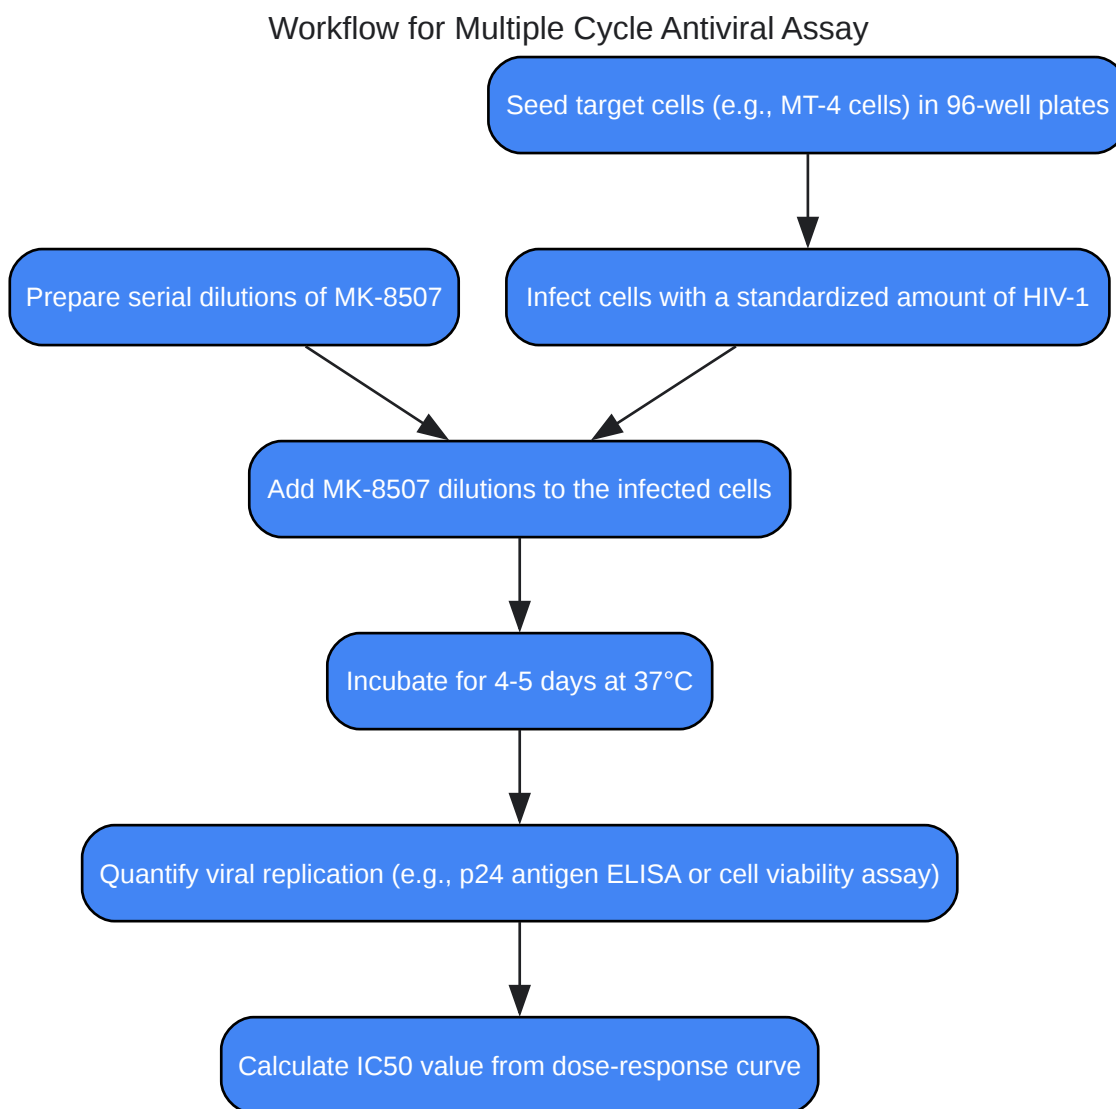 Workflow for Multiple Cycle Antiviral Assay
Seed target cells (e.g., MT-4 cells) in 96-well plates
Prepare serial dilutions of MK-8507
Infect cells with a standardized amount of HIV-1
Add MK-8507 dilutions to the infected cells
Incubate for 4-5 days at 37°C
Quantify viral replication (e.g., p24 antigen ELISA or cell viability assay)
Calculate IC50 value from dose-response curve